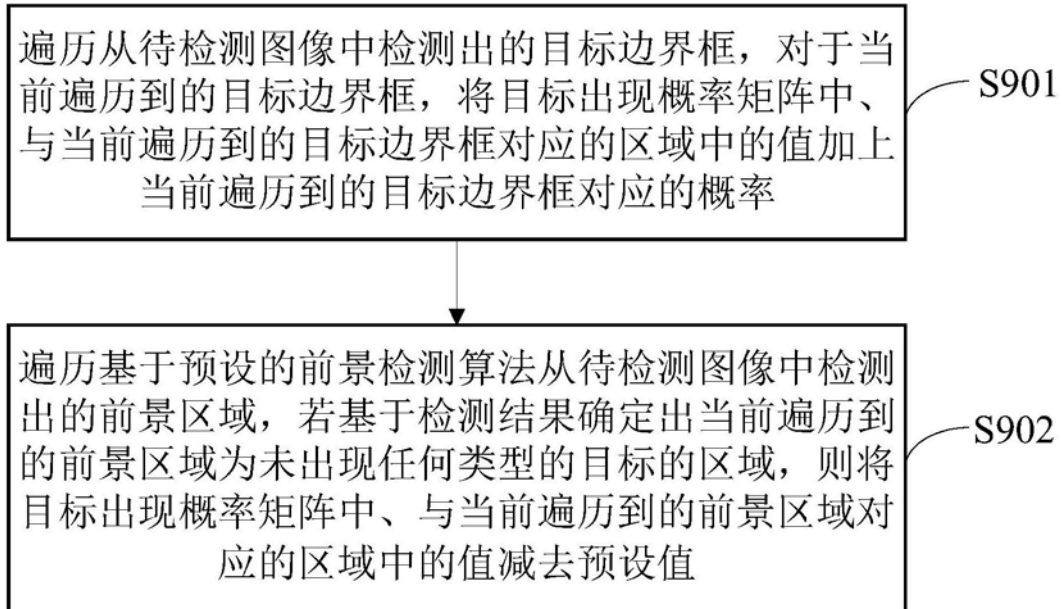 遍历从待检测图像中检测出的目标边界框，对于当
前遍历到的目标边界框，将目标出现概率矩阵中、
与当前遍历到的目标边界框对应的区域中的值加上
当前遍历到的目标边界框对应的概率
S901
遍历基于预设的前景检测算法从待检测图像中检测
出的前景区域，若基于检测结果确定出当前遍历到
的前景区域为未出现任何类型的目标的区域，则将
目标出现概率矩阵中、与当前遍历到的前景区域对
应的区域中的值减去预设值
S902